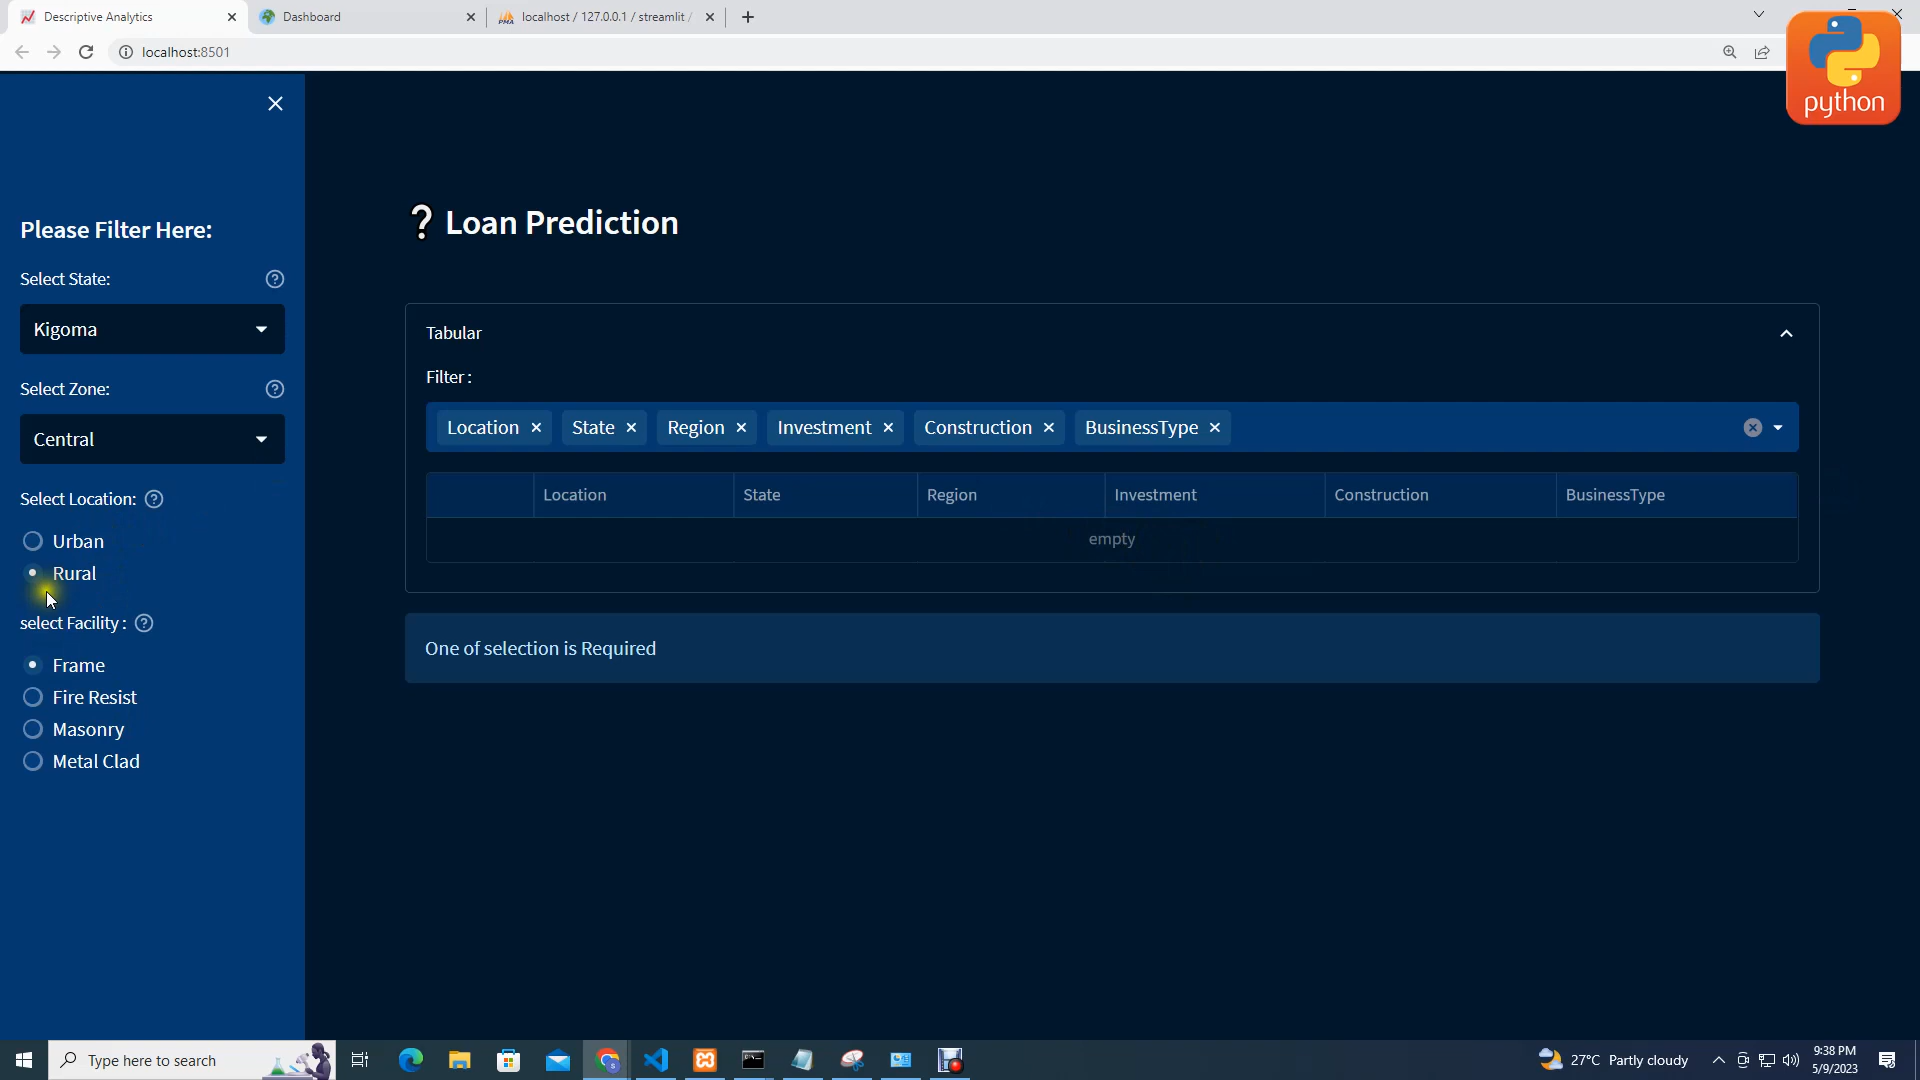 Descriptive Analytics
Dashboard
localhost / 127.0.0.1 / streamlit /
localhost:8501
python
Please Filter Here:
Select State:
Kigoma
Select Zone:
Central
Select Location:
Urban
Rural
select Facility :
Frame
Fire Resist
Masonry
Metal Clad
? Loan Prediction
Tabular
Filter :
Location State Region Investment Construction BusinessType
Location State Region Investment Construction BusinessType
empty
One of selection is Required
Type here to search
27°C Partly cloudy
9:38 PM
5/9/2023